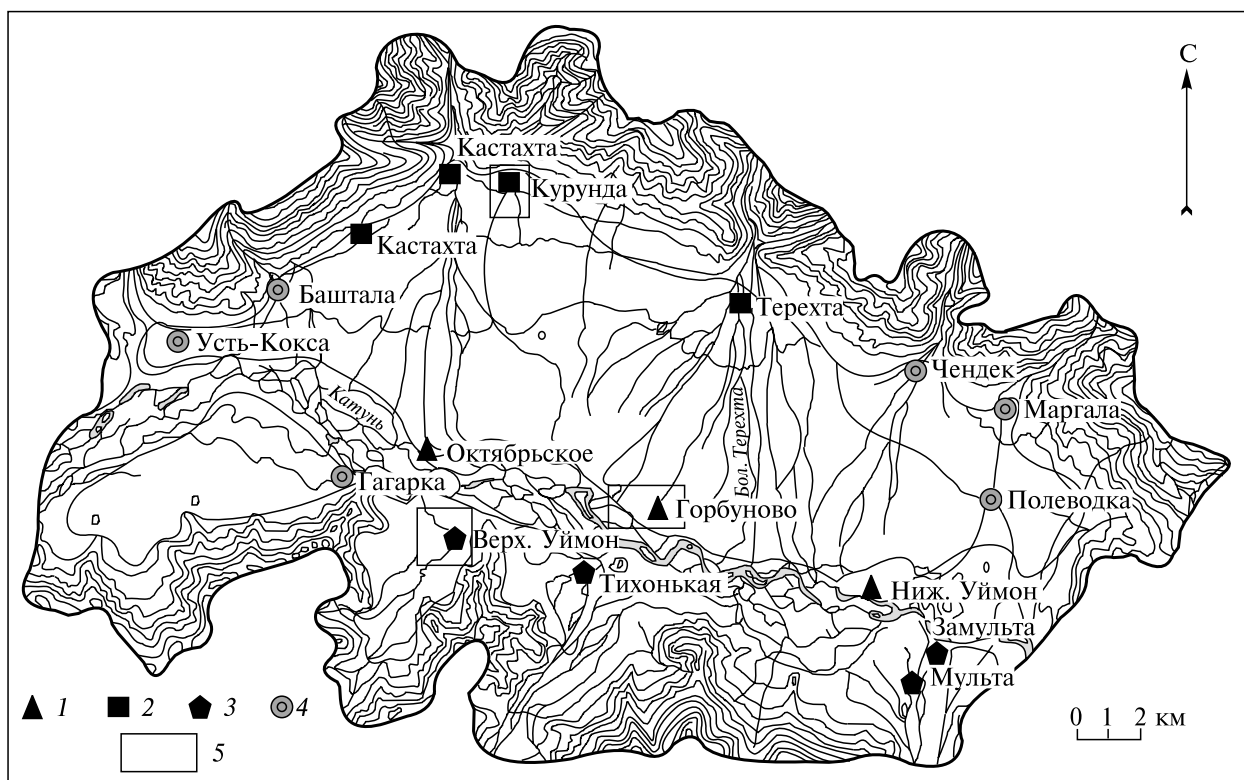 С
Кастахта
Курунда
Кастахта
Баштала
Терехта
Усть-Кокса
Чендек
Катунь
Маргала
Бол. Терехта
Октябрьское
Тагарка
Полеводка
Горбуново
Верх. Уймон
Тихонькая
Ниж. Уймон
Замульта
Мульта
1 2 3 4
0 1 2 км
5